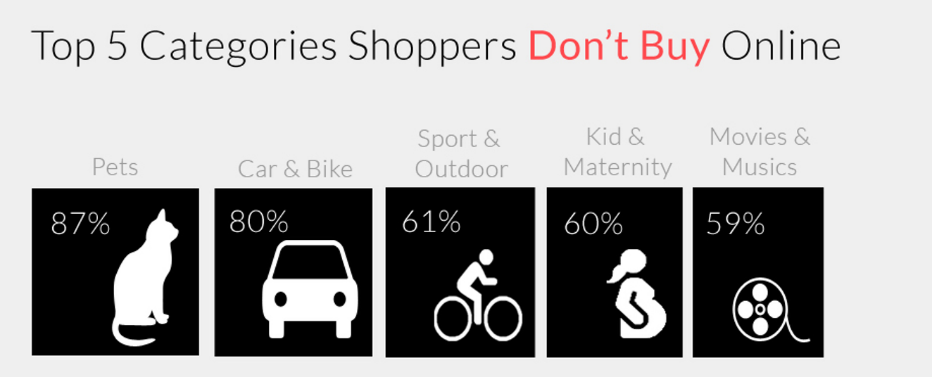 Top 5 Categories Shoppers Don't Buy Online
Pets
Car & Bike
Sport &
Outdoor
Kid &
Maternity
Movies &
Musics
87%
80%
61%
60%
59%